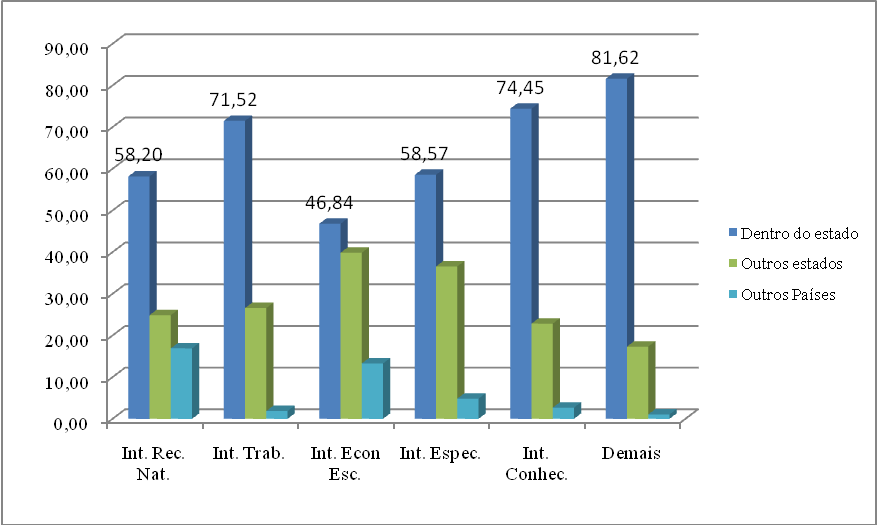 90,00
80,00
70,00
60,00
50,00
40,00
30,00
20,00
10,00
0,00
58,20
71,52
46,84
58,57
74,45
81,62
Int. Rec.
Nat.
Int. Trab.
Int. Econ
Esc.
Int. Espec.
Int.
Conhec.
Demais
Dentro do estado
Outros estados
Outros Países